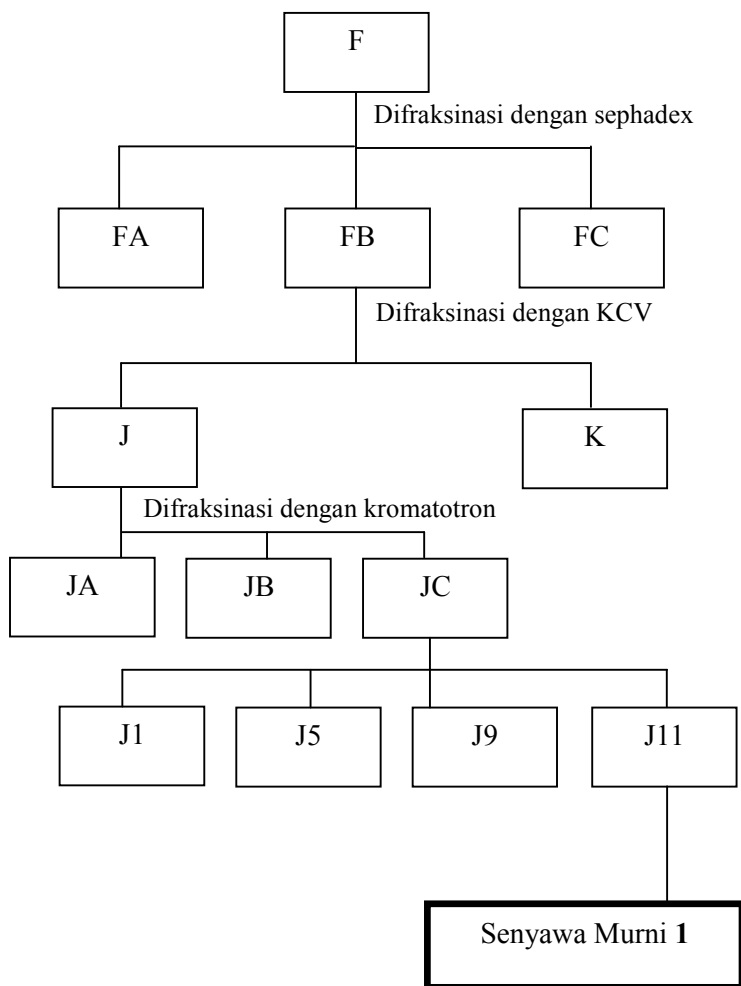 F
Difraksinasi dengan sephadex
FA FB FC
Difraksinasi dengan KCV
J K
Difraksinasi dengan kromatotron
JA JB JC
J1 J5 J9 J11
Senyawa Murni 1